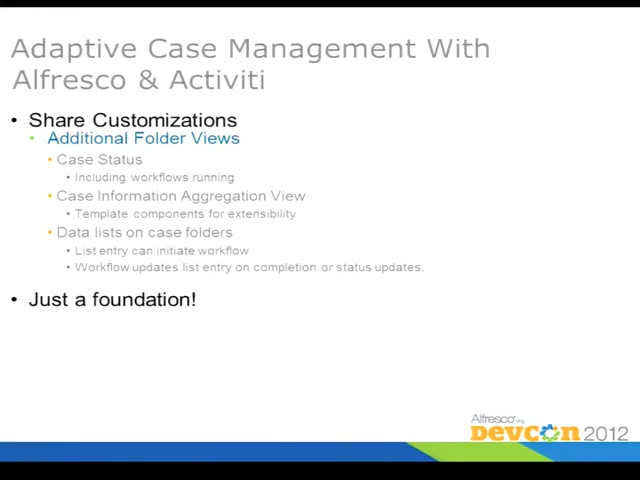 Adaptive Case Management With
Alfresco & Activiti
• Share Customizations
• Additional Folder Views
• Case Status
• Including workflows running
• Case Information Aggregation View
• Template components for extensibility
• Data lists on case folders
• List entry can initiate workflow
• Workflow updates list entry on completion or status updates.
• Just a foundation!
Alfresco.org
DEVCON 2012